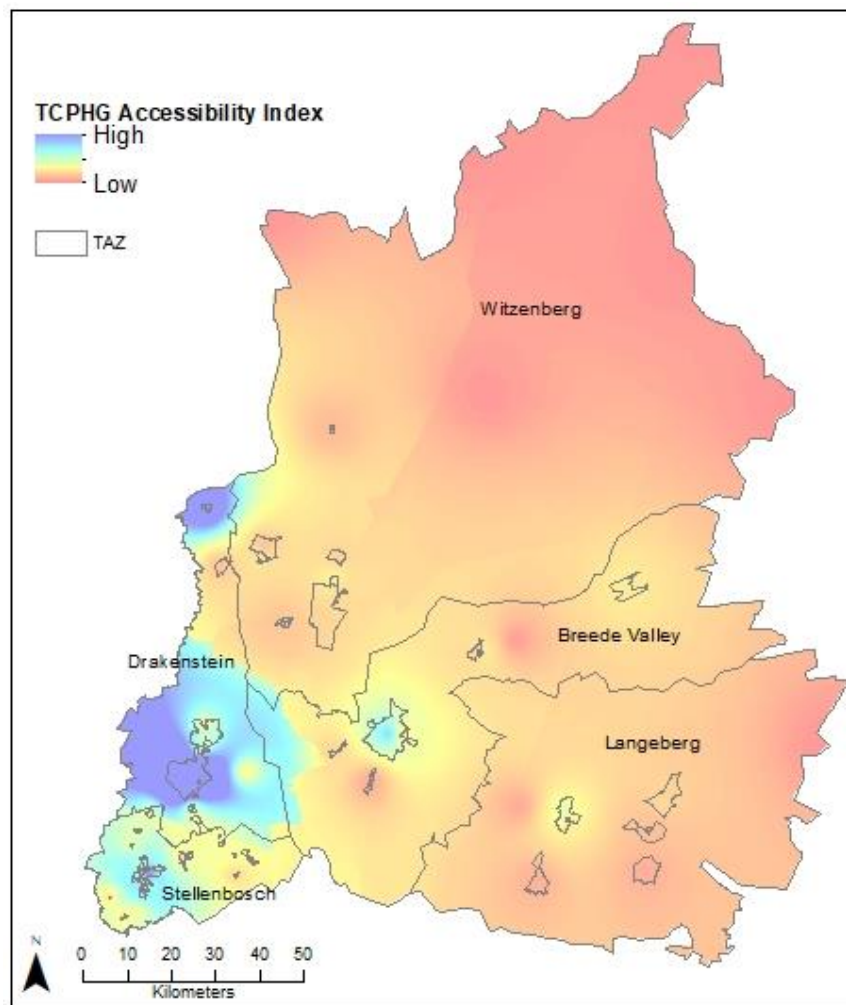 TCPHG Accessibility Index
High
Low
TAZ
Witzenberg
Breede Valley
Drakenstein
Langeberg
Stellenbosch
N
0 10 20 30 40 50
Kilometers